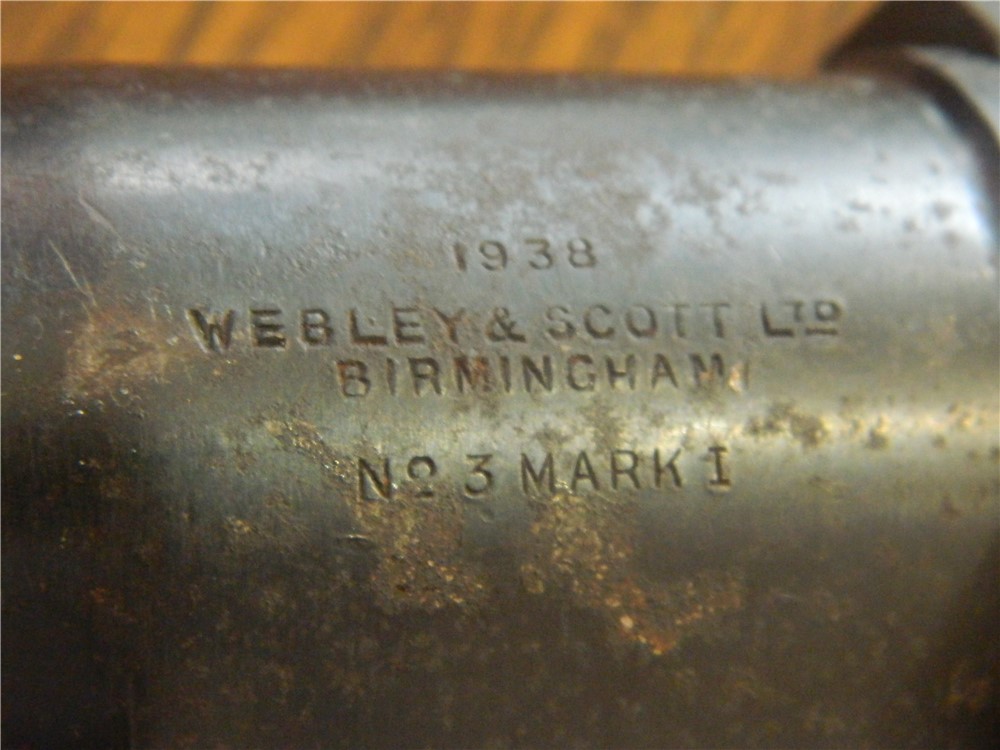 1938
WEBLEY & SCOTT LTD
BIRMINGHAM
No 3 MARK I